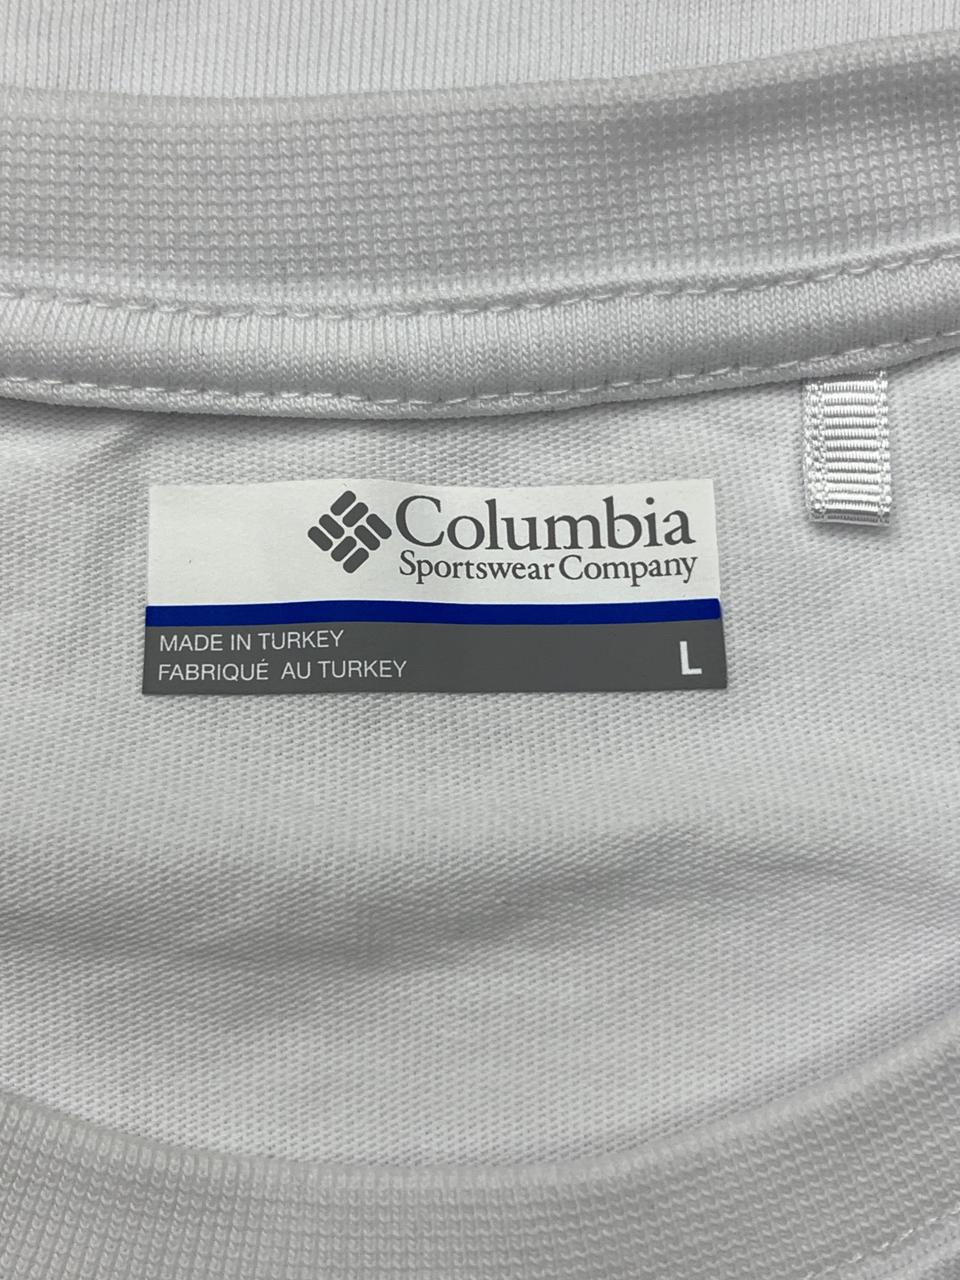 Columbia
Sportswear Company
MADE IN TURKEY
FABRIQUÉ AU TURKEY
L